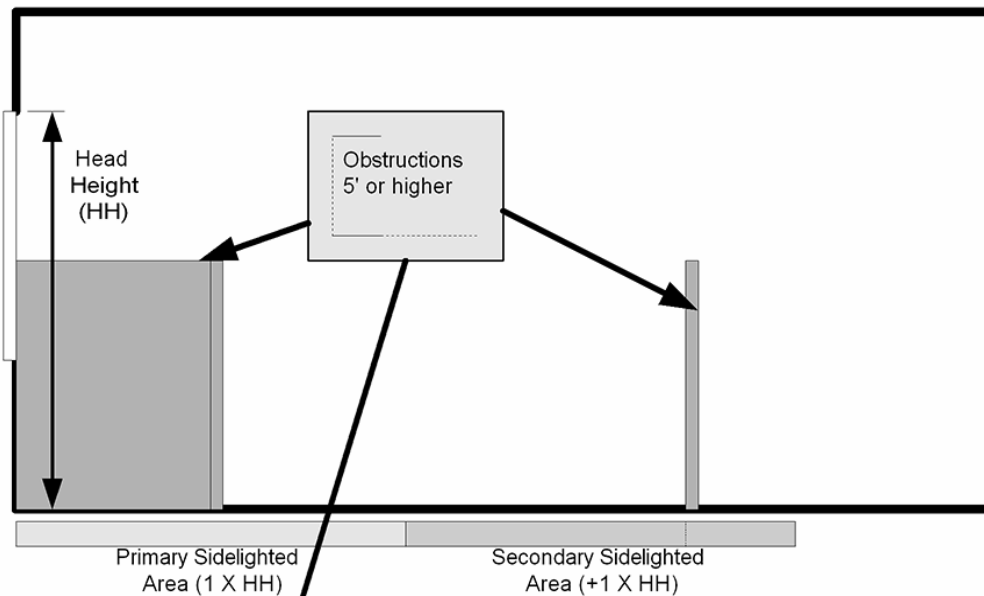 Head
Height
(HH)
Obstructions
5' or higher
Primary Sidelighted
Area (1 X HH)
Secondary Sidelighted
Area (+1 X HH)